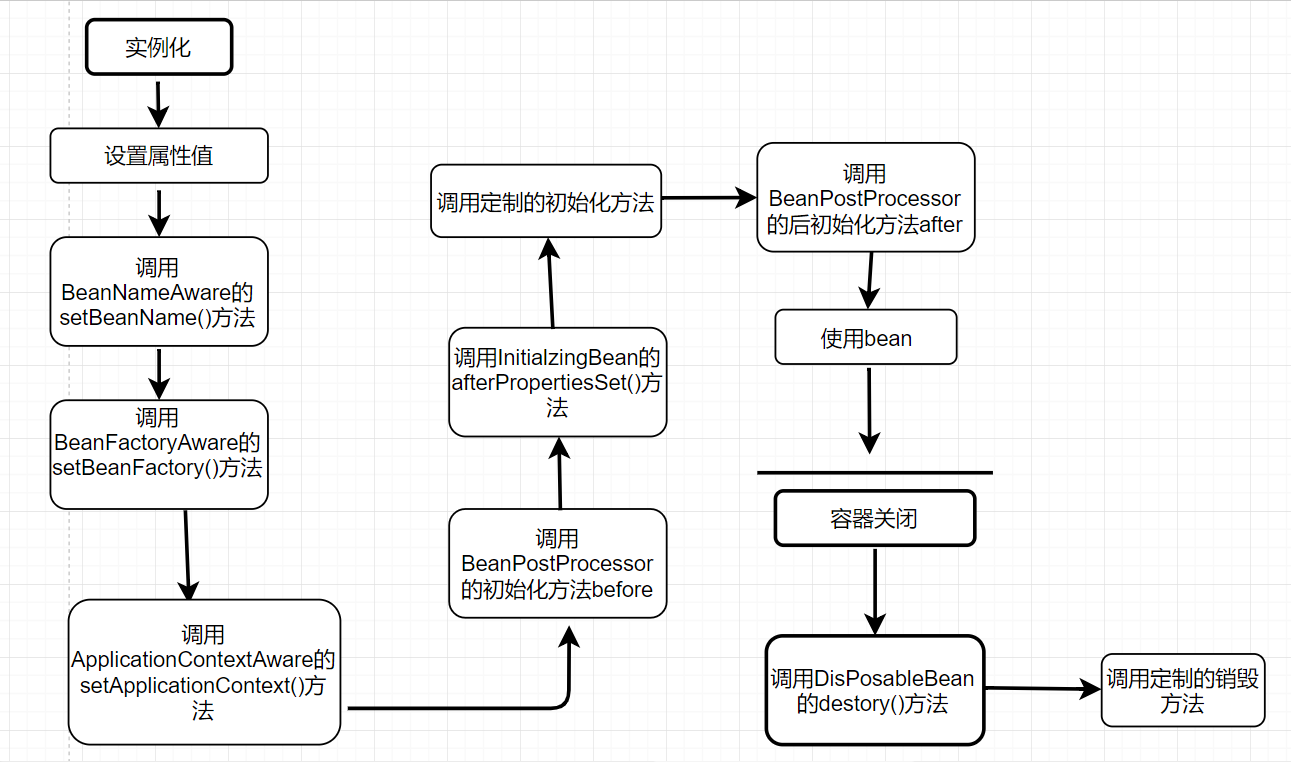 实例化
设置属性值
调用
BeanNameAware的
setBeanName()方法
调用
BeanFactoryAware的
setBeanFactory()方法
调用
ApplicationContextAware的
setApplicationContext()方
法
调用
BeanPostProcessor
的初始化方法before
调用InitialzingBean的
afterPropertiesSet()方
法
调用定制的初始化方法
调用
BeanPostProcessor
的后初始化方法after
使用bean
容器关闭
调用DisPosableBean
的destory()方法
调用定制的销毁
方法